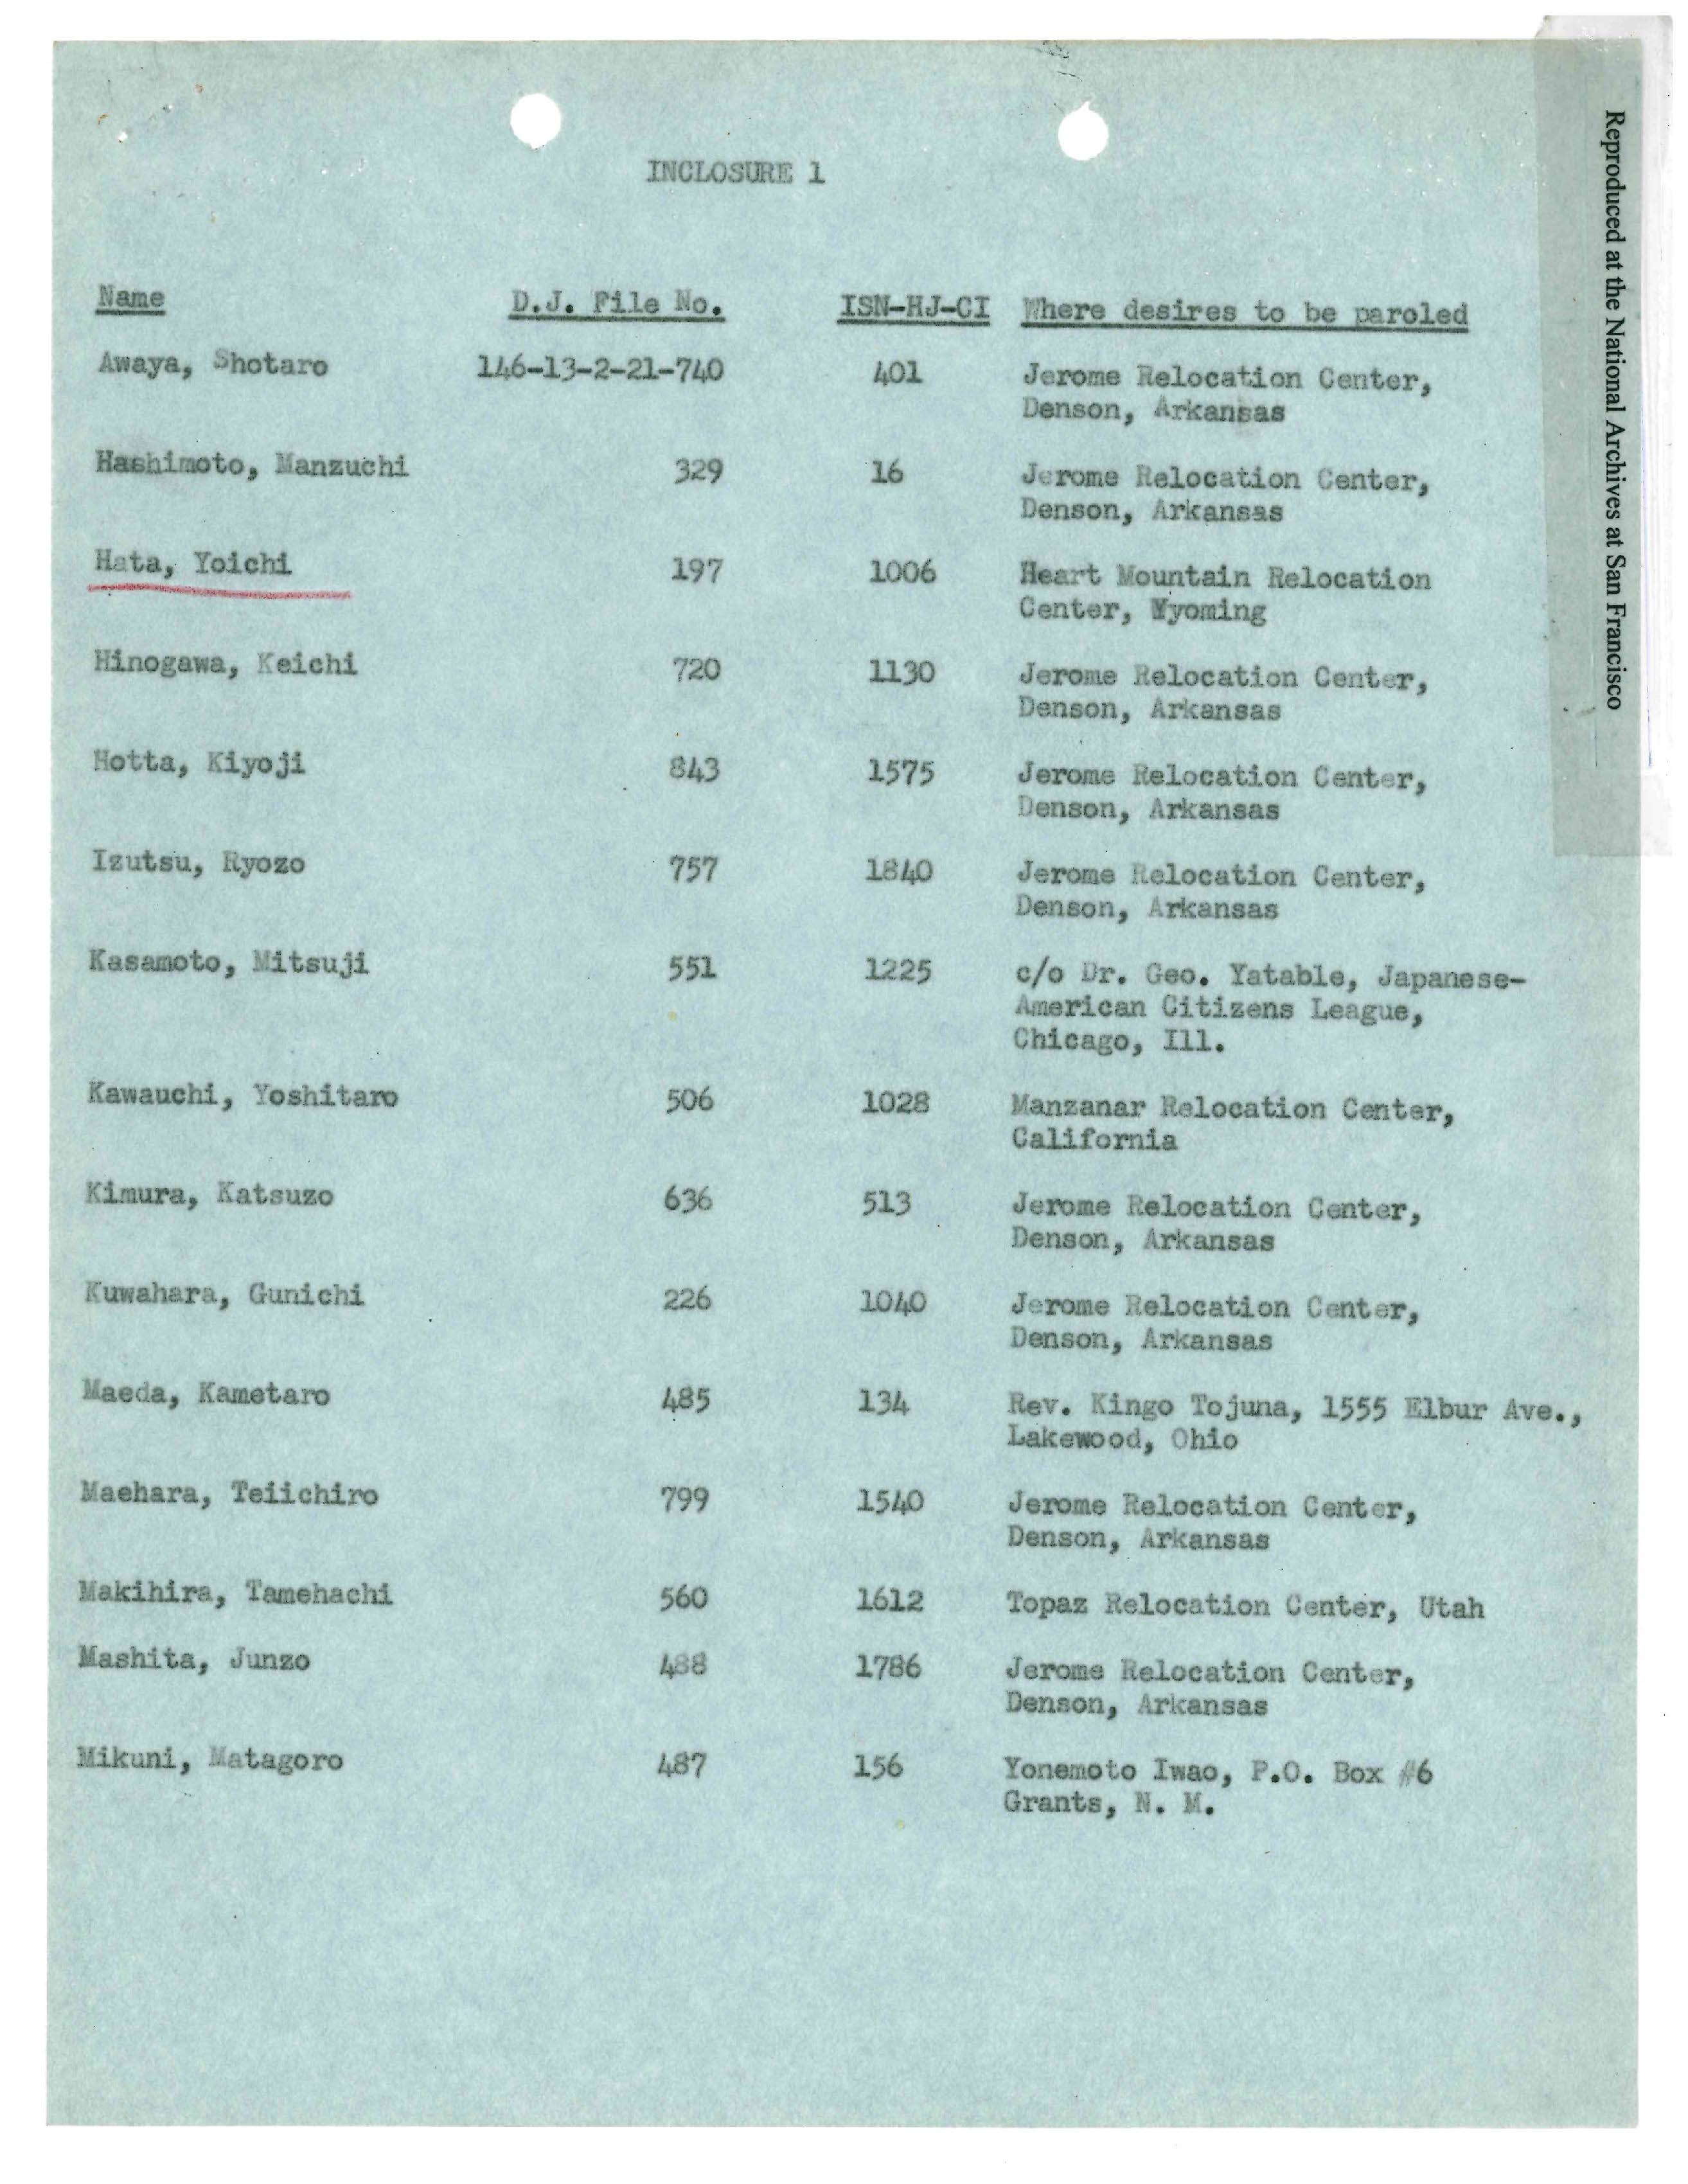 INCLOSURE 1
Name D.J. File No. ISN-HJ-CI Where desires to be paroled
Awaya, Shotaro 146-13-2-21-740 401 Jerome Relocation Center,
Denson, Arkansas
Hashimoto, Manzuchi 329 16 Jerome Relocation Center,
Denson, Arkansas
Hata, Yoichi 197 1006 Heart Mountain Relocation
Center, Wyoming
Hinogawa, Keichi 720 1130 Jerome Relocation Center,
Denson, Arkansas
Hotta, Kiyoji 843 1575 Jerome Relocation Center,
Denson, Arkansas
Izutsu, Ryozo 757 1840 Jerome Relocation Center,
Denson, Arkansas
Kasamoto, Mitsuji 551 1225 c/o Dr. Geo. Yatable, Japanese-
American Citizens League,
Chicago, Ill.
Kawauchi, Yoshitaro 506 1028 Manzanar Relocation Center,
California
Kimura, Katsuzo 636 513 Jerome Relocation Center,
Denson, Arkansas
Kuwahara, Gunichi 226 1040 Jerome Relocation Center,
Denson, Arkansas
Maeda, Kametaro 485 134 Rev. Kingo Tojuna, 1555 Elbur Ave.,
Lakewood, Ohio
Maehara, Teiichiro 799 1540 Jerome Relocation Center,
Denson, Arkansas
Makihira, Tamehachi 560 1612 Topaz Relocation Center, Utah
Mashita, Junzo 488 1786 Jerome Relocation Center,
Denson, Arkansas
Mikuni, Matagoro 487 156 Yonemoto Iwao, P.O. Box #6
Grants, N. M.
Reproduced at the National Archives at San Francisco